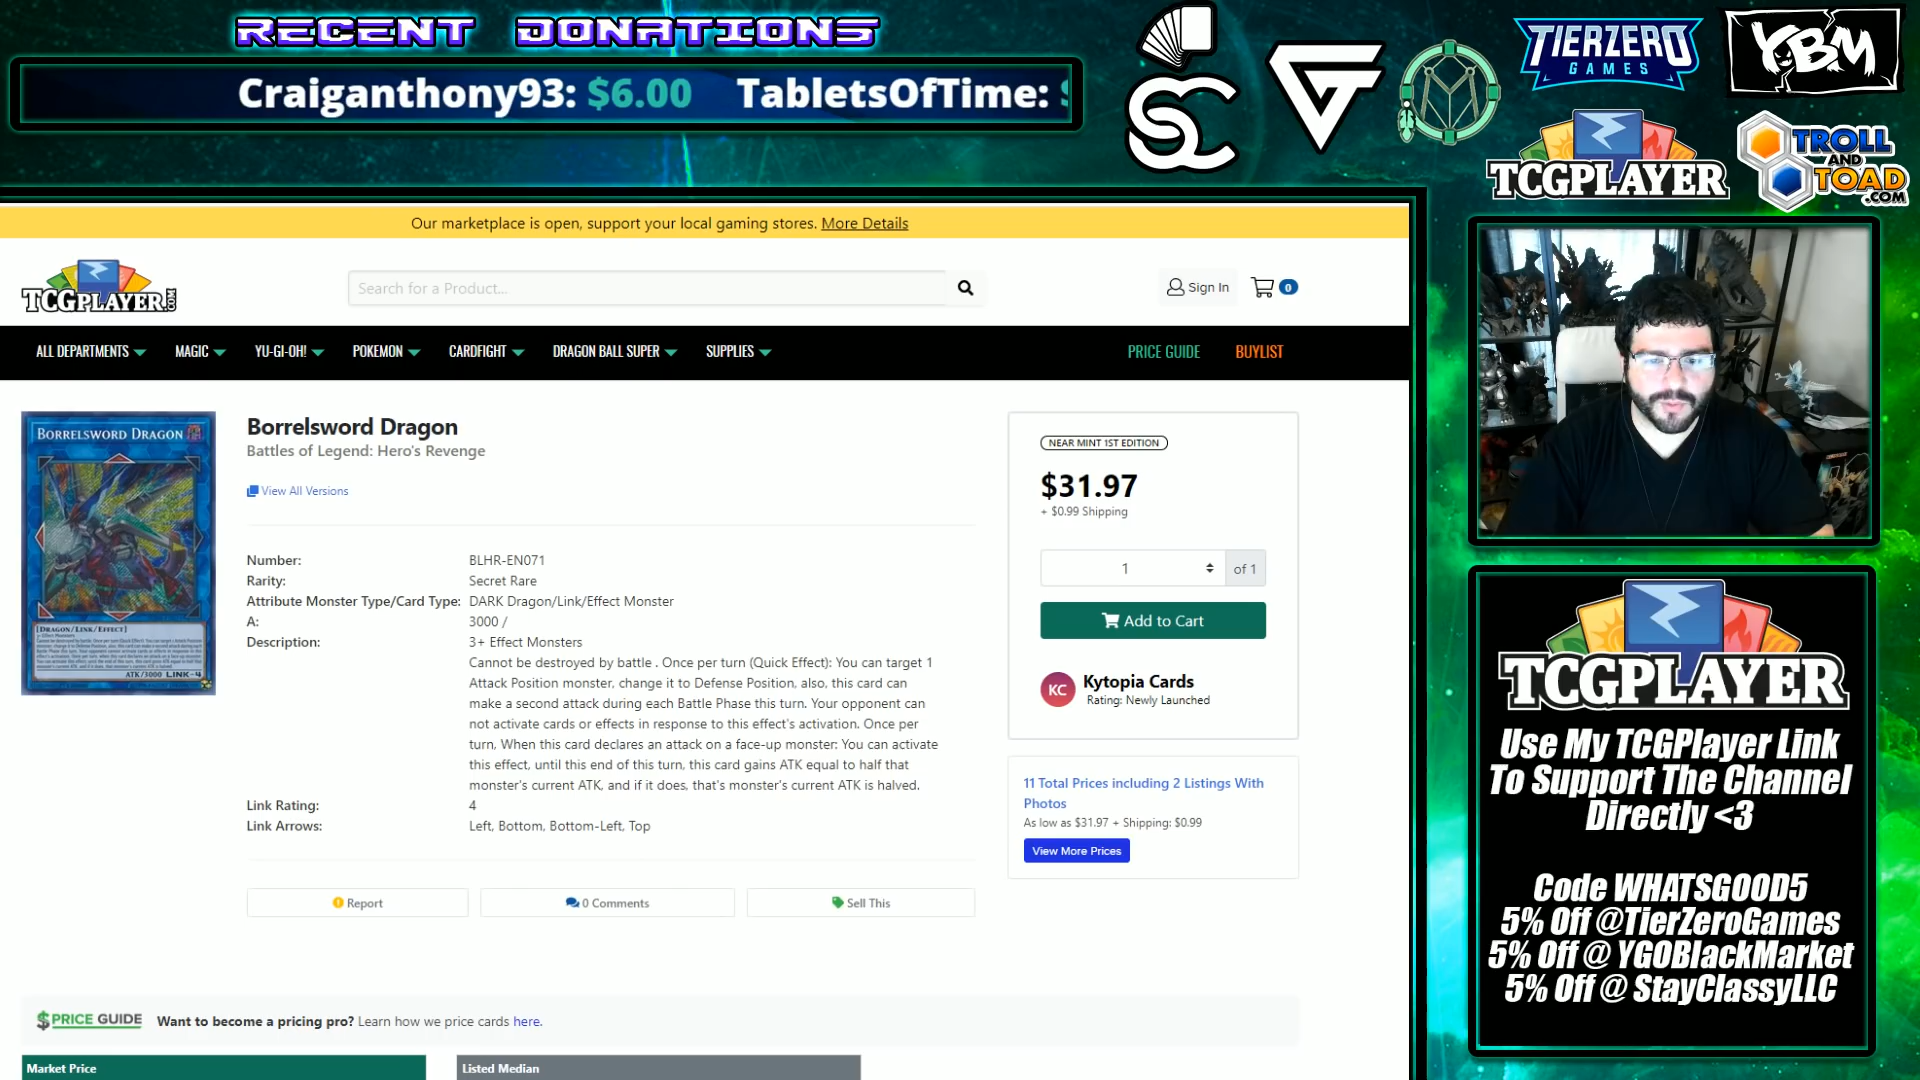 RECENT DONATIONS
Craiganthony93: $6.00 TabletsOfTime:
SC
TIERZERO
GAMES
YBM
TCGPLAYER
TROLL
AND
TOAD
.COM
Our marketplace is open, support your local gaming stores. More Details
TCGPLAYER.COM
Search for a Product...
Sign In
0
ALL DEPARTMENTS
MAGIC
YU-GI-OH!
POKEMON
CARDFIGHT
DRAGON BALL SUPER
SUPPLIES
PRICE GUIDE
BUYLIST
BORRELSWORD DRAGON
[DRAGON/LINK/EFFECT]
ATK/3000 LINK-4
Borrelsword Dragon
Battles of Legend: Hero's Revenge
View All Versions
Number: BLHR-EN071
Rarity: Secret Rare
Attribute Monster Type/Card Type: DARK Dragon/Link/Effect Monster
A: 3000 /
Description: 3+ Effect Monsters
Cannot be destroyed by battle . Once per turn (Quick Effect): You can target 1
Attack Position monster, change it to Defense Position, also, this card can
make a second attack during each Battle Phase this turn. Your opponent can
not activate cards or effects in response to this effect's activation. Once per
turn, When this card declares an attack on a face-up monster: You can activate
this effect, until this end of this turn, this card gains ATK equal to half that
monster's current ATK, and if it does, that's monster's current ATK is halved.
Link Rating: 4
Link Arrows: Left, Bottom, Bottom-Left, Top
Report
0 Comments
Sell This
NEAR MINT 1ST EDITION
$31.97
+ $0.99 Shipping
1 of 1
Add to Cart
KC
Kytopia Cards
Rating: Newly Launched
11 Total Prices including 2 Listings With
Photos
As low as $31.97 + Shipping: $0.99
View More Prices
$PRICE GUIDE Want to become a pricing pro? Learn how we price cards here.
Market Price
Listed Median
TCGPLAYER
Use My TCGPlayer Link
To Support The Channel
Directly <3
Code WHATSGOOD5
5% Off @TierZeroGames
5% Off @ YGOBlackMarket
5% Off @ StayClassyLLC